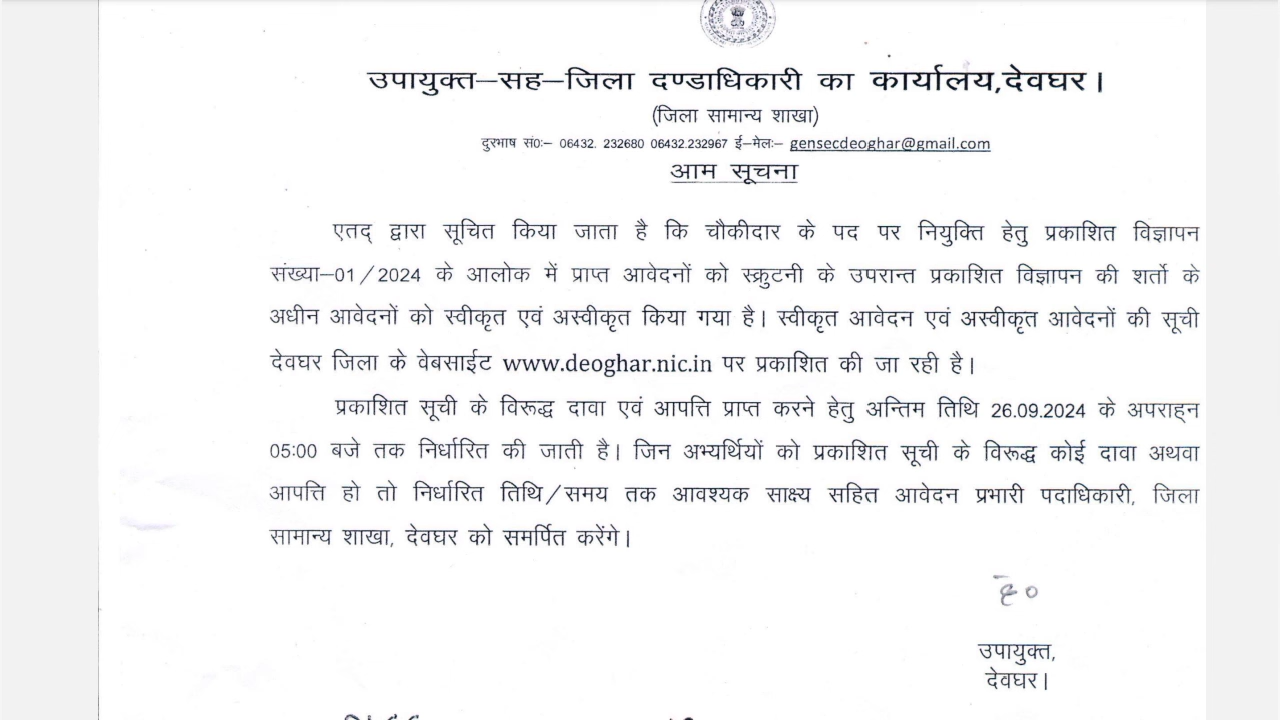 उपायुक्त–सह–जिला दण्डाधिकारी का कार्यालय,देवघर।
(जिला सामान्य शाखा)
दुरभाष सं0:– 06432. 232680 06432.232967 ई–मेल:– gensecdeoghar@gmail.com
आम सूचना
एतद् द्वारा सूचित किया जाता है कि चौकीदार के पद पर नियुक्ति हेतु प्रकाशित विज्ञापन
संख्या–01/2024 के आलोक में प्राप्त आवेदनों को स्क्रुटनी के उपरान्त प्रकाशित विज्ञापन की शर्तो के
अधीन आवेदनों को स्वीकृत एवं अस्वीकृत किया गया है। स्वीकृत आवेदन एवं अस्वीकृत आवेदनों की सूची
देवघर जिला के वेबसाईट www.deoghar.nic.in पर प्रकाशित की जा रही है।
प्रकाशित सूची के विरूद्ध दावा एवं आपत्ति प्राप्त करने हेतु अन्तिम तिथि 26.09.2024 के अपराह्न
05:00 बजे तक निर्धारित की जाती है। जिन अभ्यर्थियों को प्रकाशित सूची के विरूद्ध कोई दावा अथवा
आपत्ति हो तो निर्धारित तिथि/समय तक आवश्यक साक्ष्य सहित आवेदन प्रभारी पदाधिकारी, जिला
सामान्य शाखा, देवघर को समर्पित करेंगे।
ह0
उपायुक्त,
देवघर।